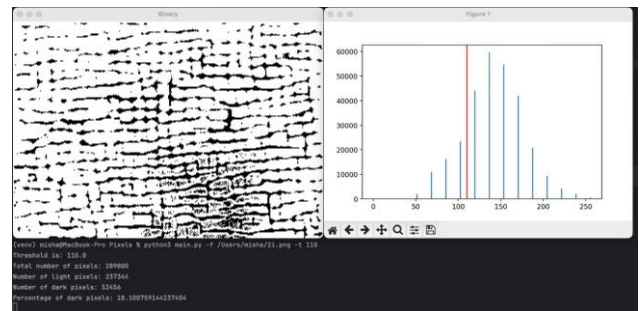 Binary
Figure 1
60000
50000
40000
30000
20000
10000
0
0 50 100 150 200 250
(venv) misha@MacBook-Pro Pixels % python3 main.py -f /Users/misha/2i.png -t 110
Threshold is: 110.0
Total number of pixels: 289800
Number of light pixels: 237344
Number of dark pixels: 52456
Percentage of dark pixels: 18.100759144237404